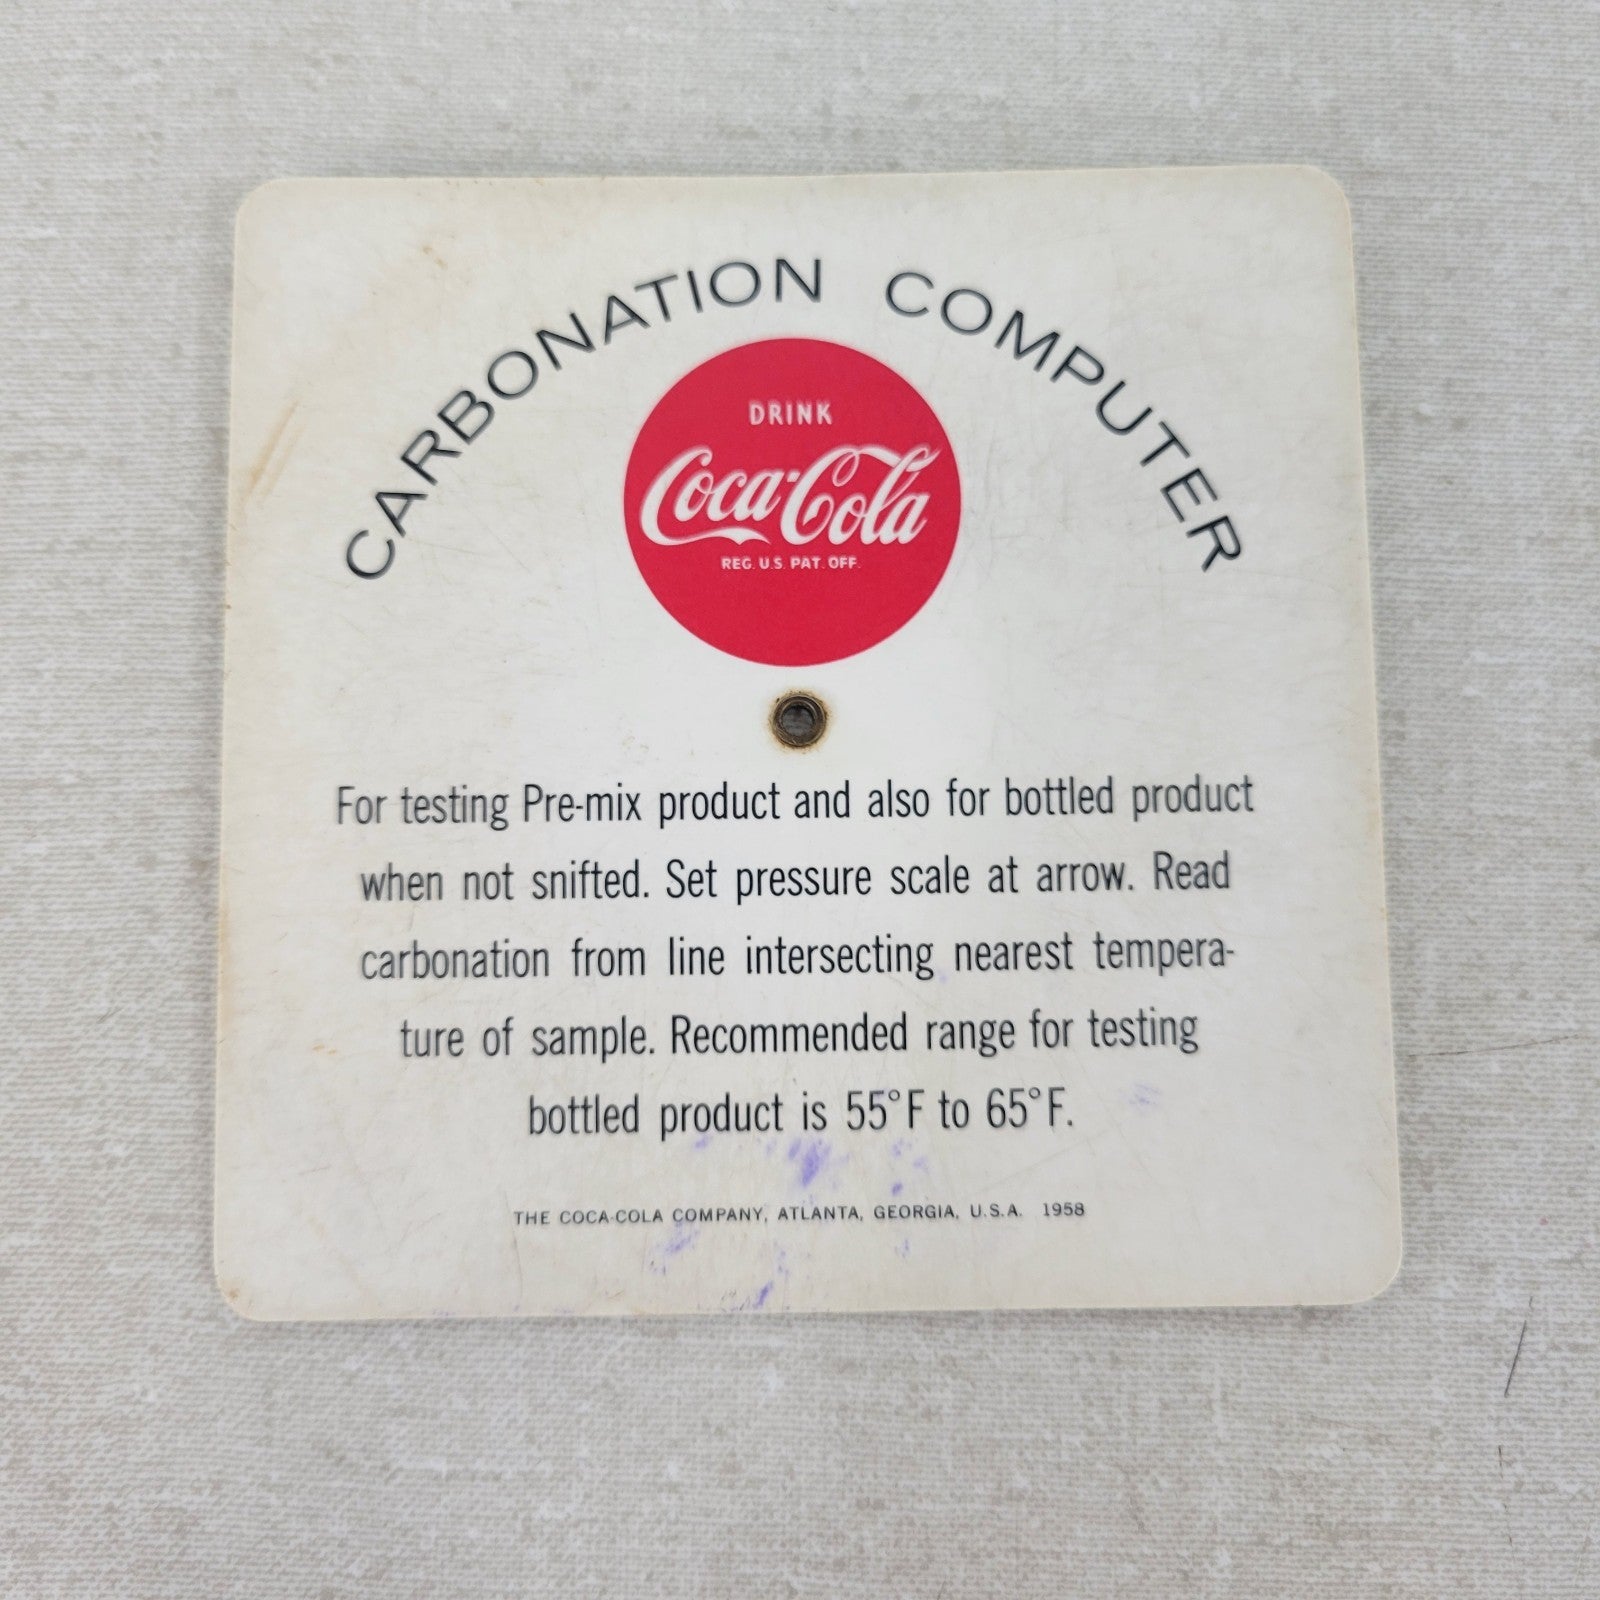 CARBONATION COMPUTER
DRINK
Coca-Cola
REG. U.S. PAT. OFF.
For testing Pre-mix product and also for bottled product
when not snifted. Set pressure scale at arrow. Read
carbonation from line intersecting nearest tempera-
ture of sample. Recommended range for testing
bottled product is 55°F to 65°F.
THE COCA-COLA COMPANY, ATLANTA, GEORGIA, U.S.A. 1958